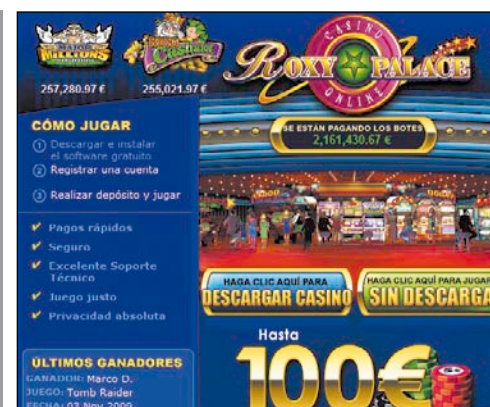 MAJOR
MILLIONS
257,280.97 €
255,021.97 €
CASINO
ROXY PALACE
ONLINE
SE ESTÁN PAGANDO LOS BOTES
2,161,430.67 €
CÓMO JUGAR
1 Descargar e instalar
el software gratuito
2 Registrar una cuenta
3 Realizar depósito y jugar
Pagos rápidos
Seguro
Excelente Soporte
Técnico
Juego justo
Privacidad absoluta
HAGA CLIC AQUÍ PARA
DESCARGAR CASINO
HAGA CLIC AQUÍ PARA JUGAR
SIN DESCARGA
Hasta
100€
ÚLTIMOS GANADORES
GANADOR: Marco D.
JUEGO: Tomb Raider
FECHA: 03 Nov 2009